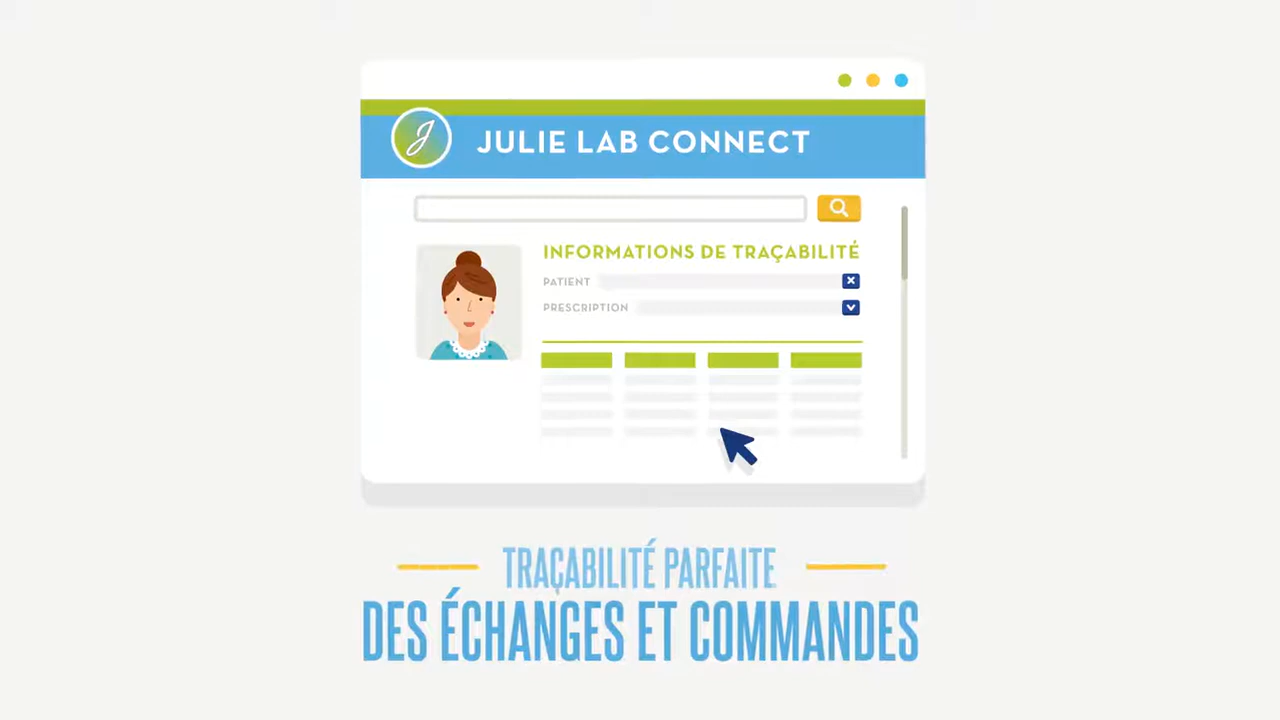 J
JULIE LAB CONNECT
INFORMATIONS DE TRAÇABILITÉ
PATIENT
PRESCRIPTION
TRAÇABILITÉ PARFAITE
DES ÉCHANGES ET COMMANDES